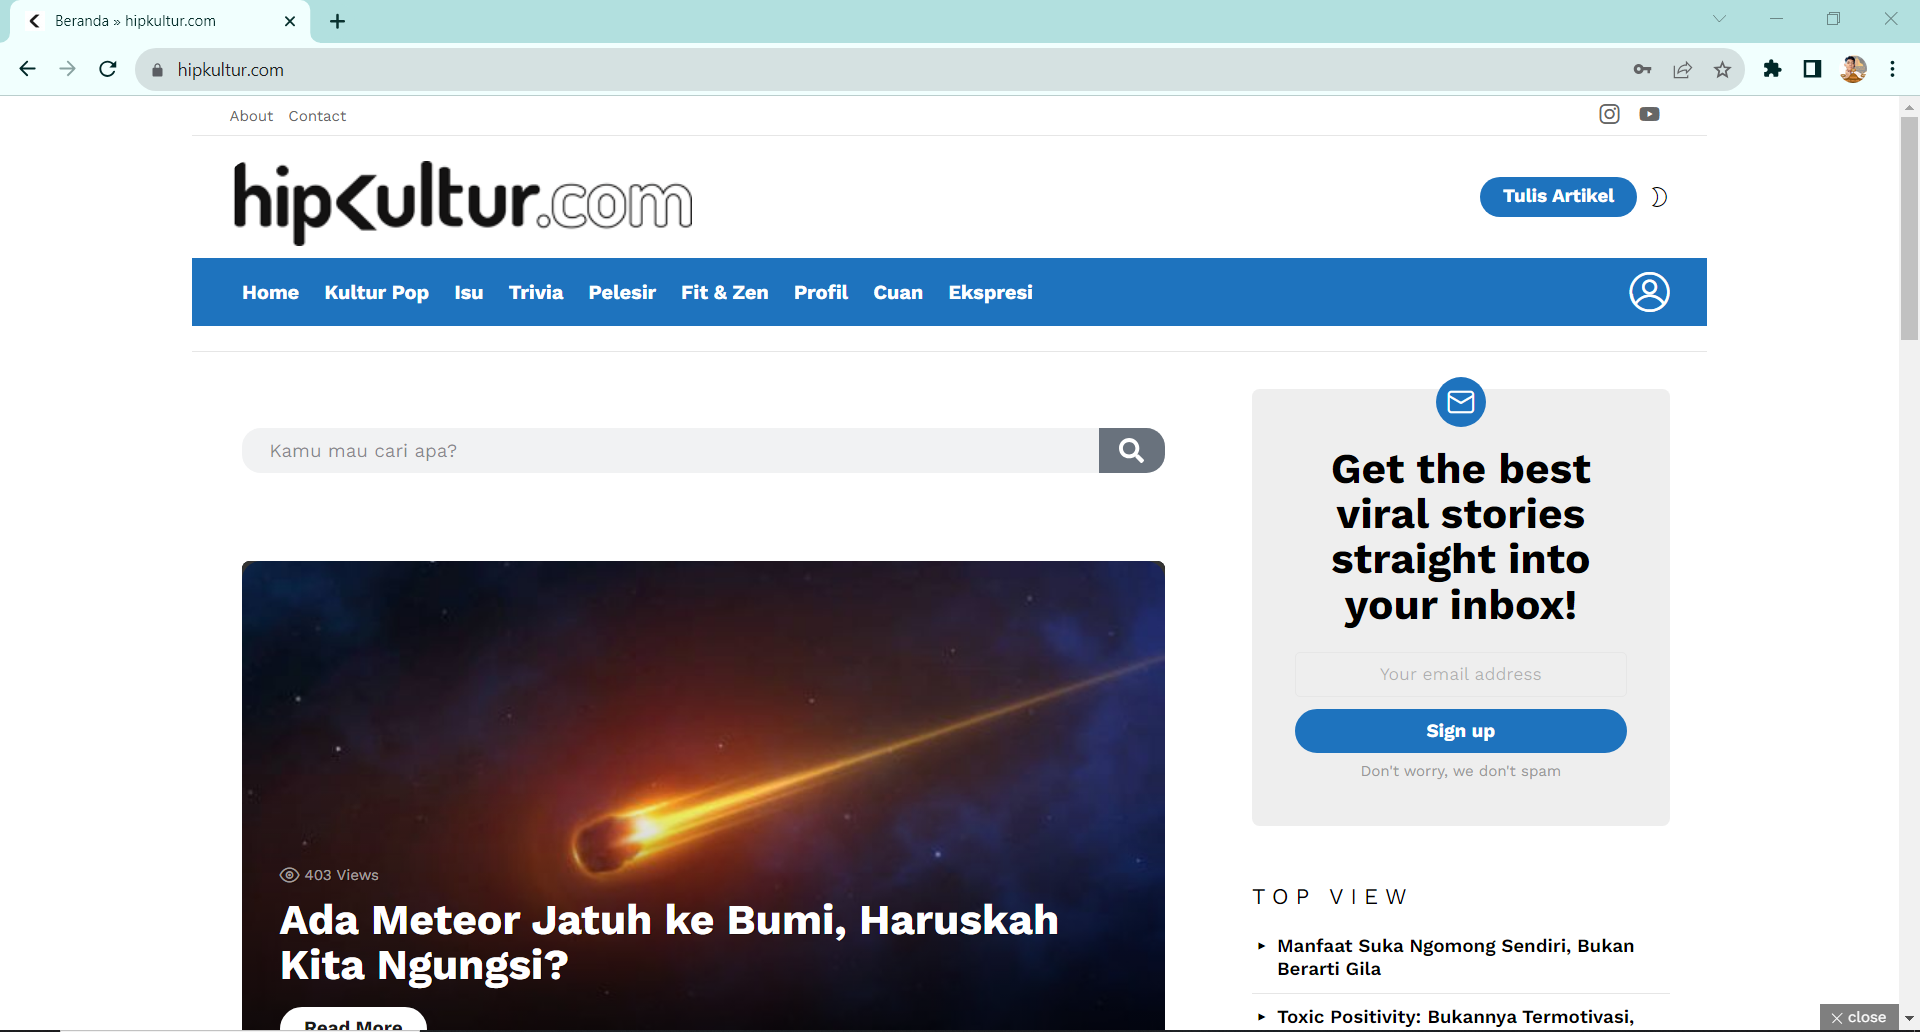 Beranda » hipkultur.com
hipkultur.com
About Contact
hipkultur.com
Tulis Artikel
Home Kultur Pop Isu Trivia Pelesir Fit & Zen Profil Cuan Ekspresi
Kamu mau cari apa?
403 Views
Ada Meteor Jatuh ke Bumi, Haruskah
Kita Ngungsi?
Read More
Get the best
viral stories
straight into
your inbox!
Your email address
Sign up
Don't worry, we don't spam
TOP VIEW
Manfaat Suka Ngomong Sendiri, Bukan
Berarti Gila
Toxic Positivity: Bukannya Termotivasi,
close